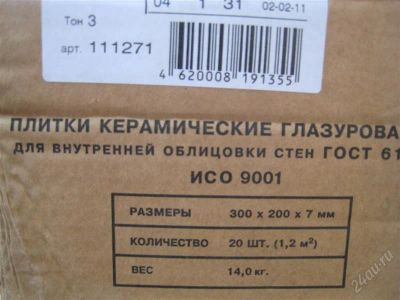 04 1 31 02-02-11
Тон 3
арт. 111271
4 620008 191355
ПЛИТКИ КЕРАМИЧЕСКИЕ ГЛАЗУРОВА
ДЛЯ ВНУТРЕННЕЙ ОБЛИЦОВКИ СТЕН ГОСТ 61
ИСО 9001
РАЗМЕРЫ 300 х 200 х 7 мм
КОЛИЧЕСТВО 20 ШТ. (1,2 м²)
ВЕС 14,0 кг.
24au.ru